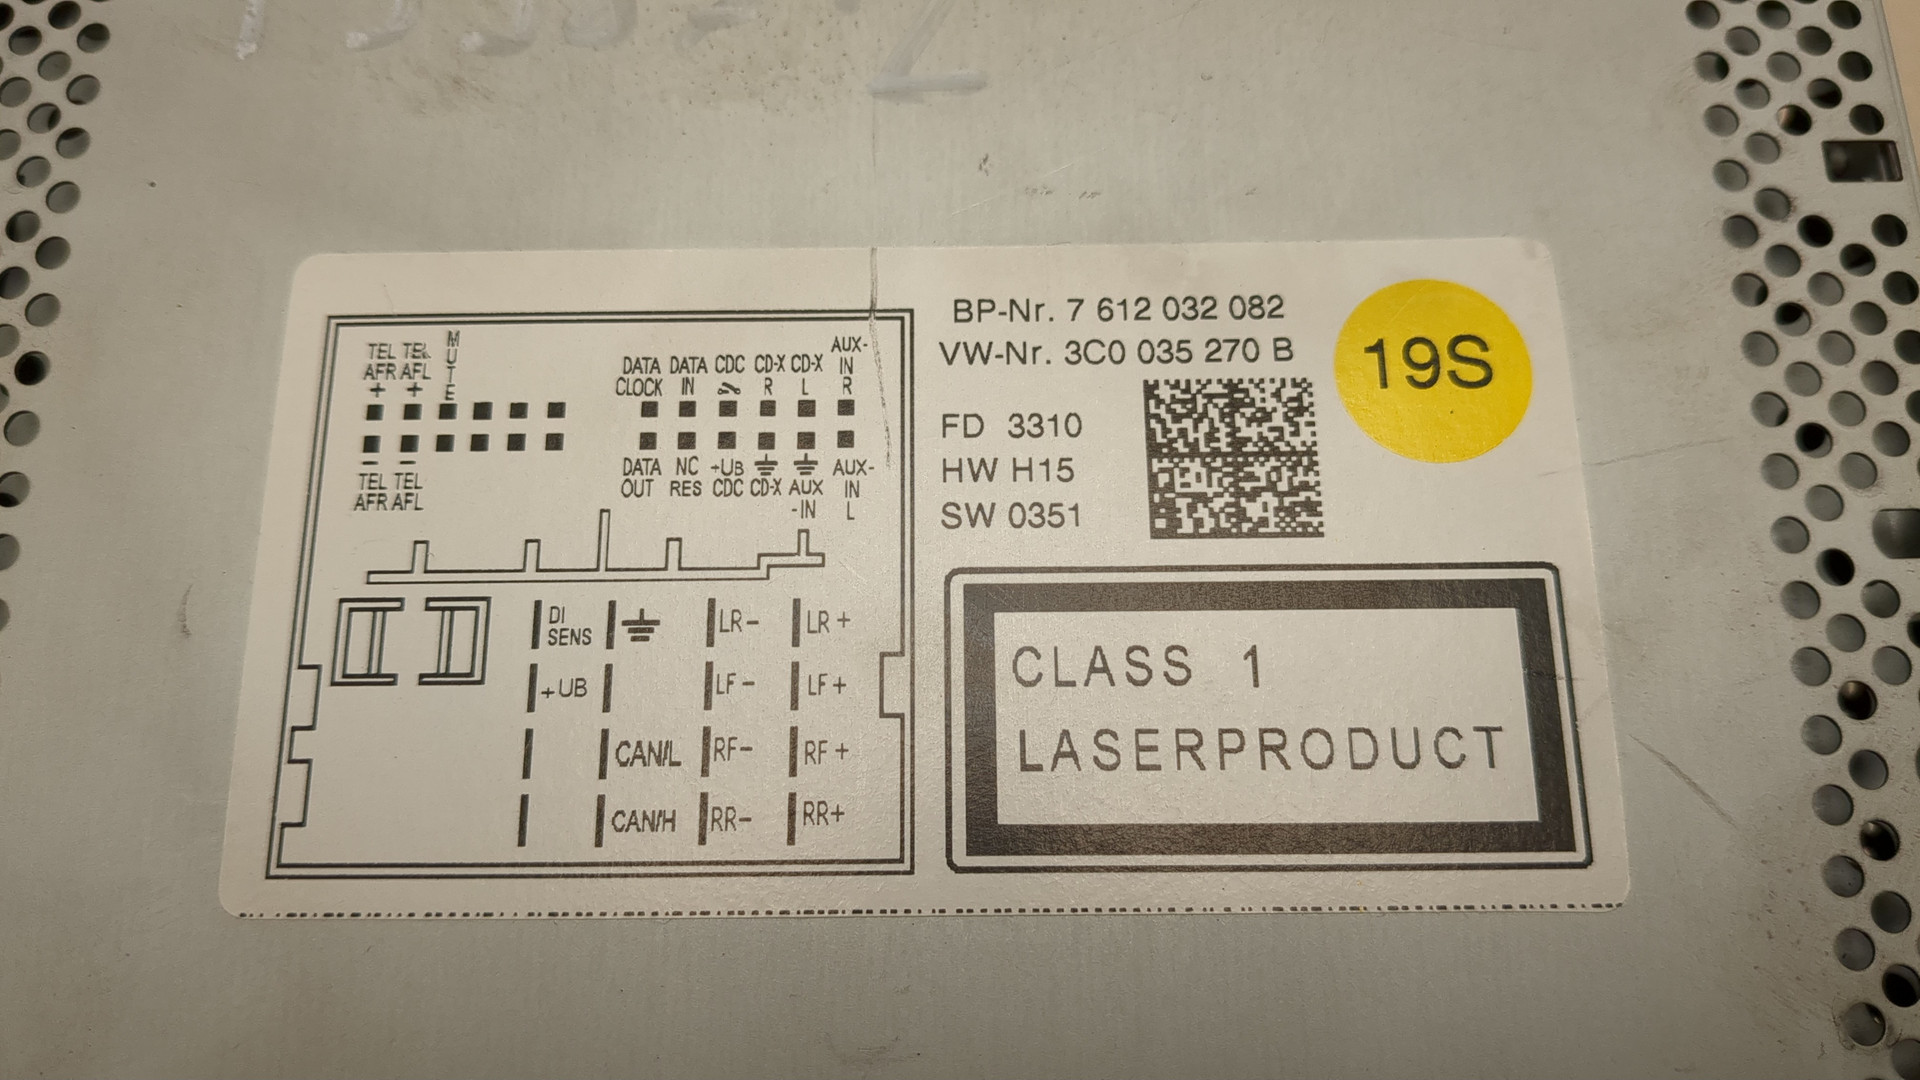 TEL TEL
AFR AFL
+ +
MUTE
DATA CLOCK
DATA IN
CDC
CD-X R
CD-X L
AUX-IN R
− −
TEL TEL
AFR AFL
DATA OUT
NC RES
+UB CDC
CD-X
AUX-IN
AUX-IN L
DI SENS
LR− LR+
+UB LF− LF+
CAN/L RF− RF+
CAN/H RR− RR+
BP-Nr. 7 612 032 082
VW-Nr. 3C0 035 270 B
FD 3310
HW H15
SW 0351
19S
CLASS 1
LASERPRODUCT